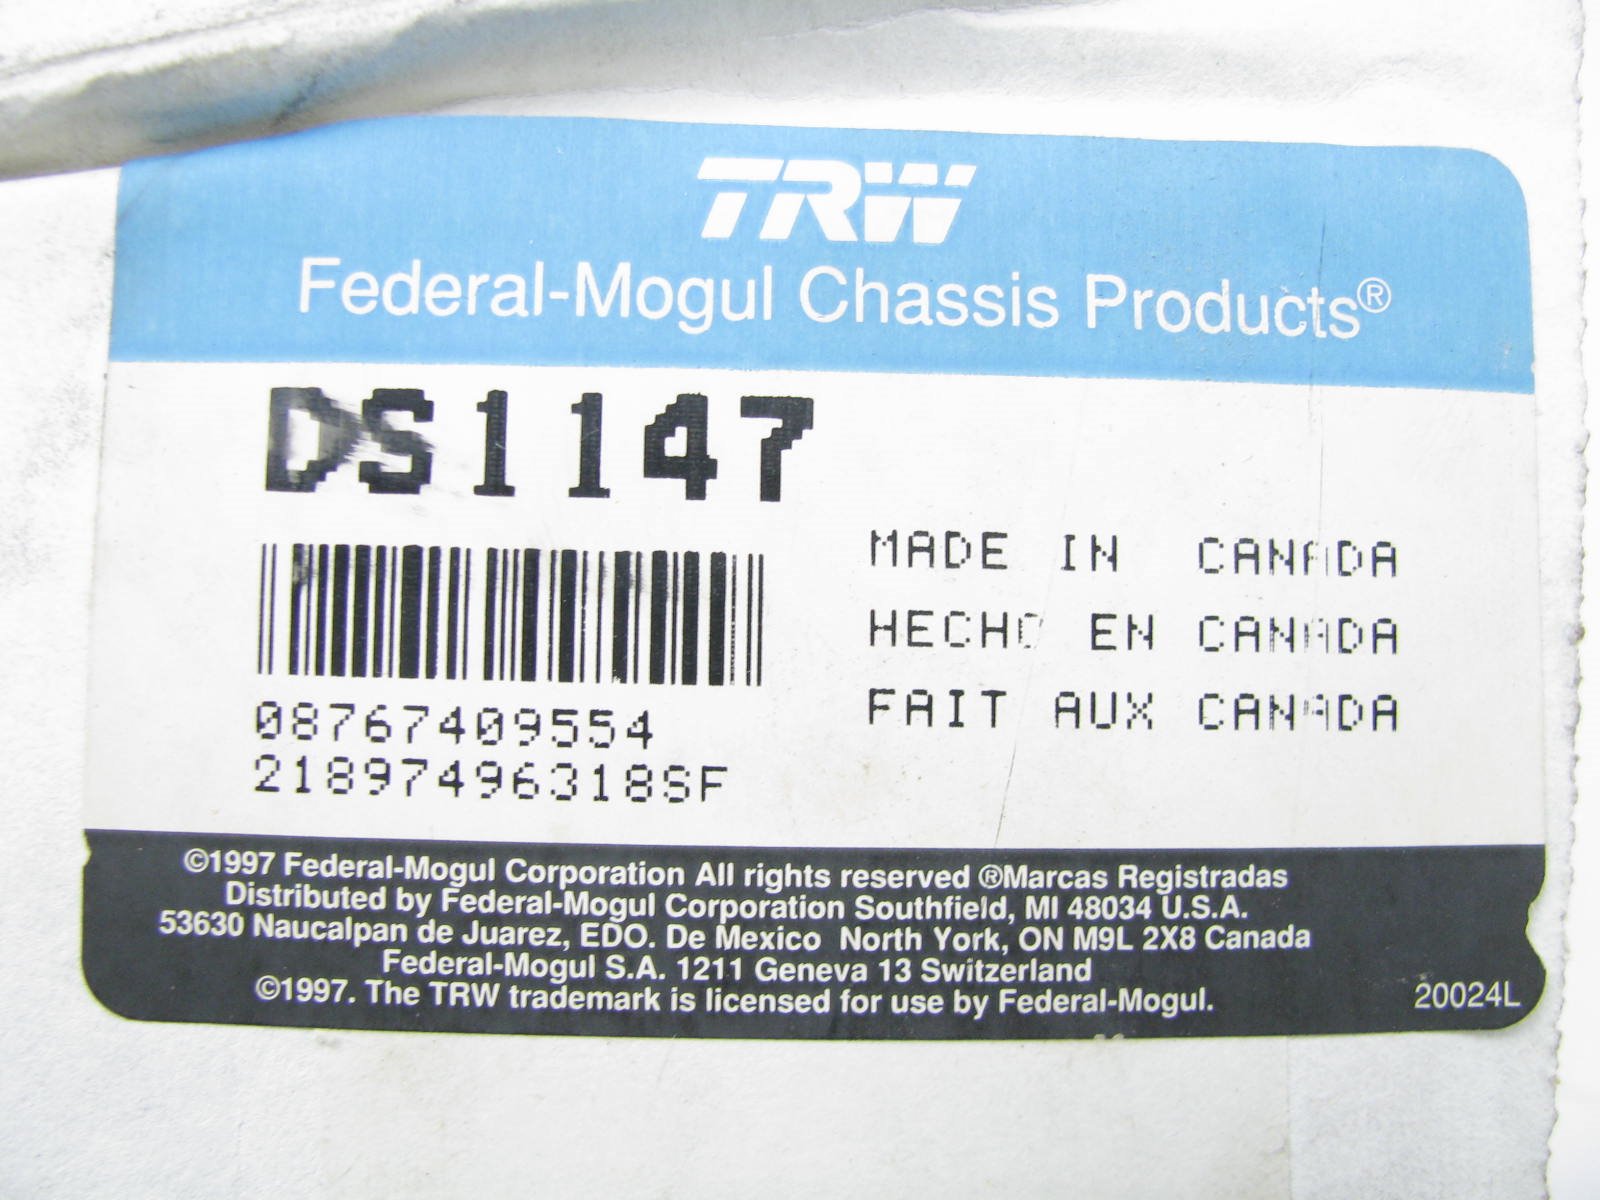 TRW
Federal-Mogul Chassis Products®
DS1147
MADE IN CANADA
HECHO EN CANADA
FAIT AUX CANADA
08767409554
21897496318SF
©1997 Federal-Mogul Corporation All rights reserved ®Marcas Registradas
Distributed by Federal-Mogul Corporation Southfield, MI 48034 U.S.A.
53630 Naucalpan de Juarez, EDO. De Mexico North York, ON M9L 2X8 Canada
Federal-Mogul S.A. 1211 Geneva 13 Switzerland
©1997. The TRW trademark is licensed for use by Federal-Mogul.
20024L